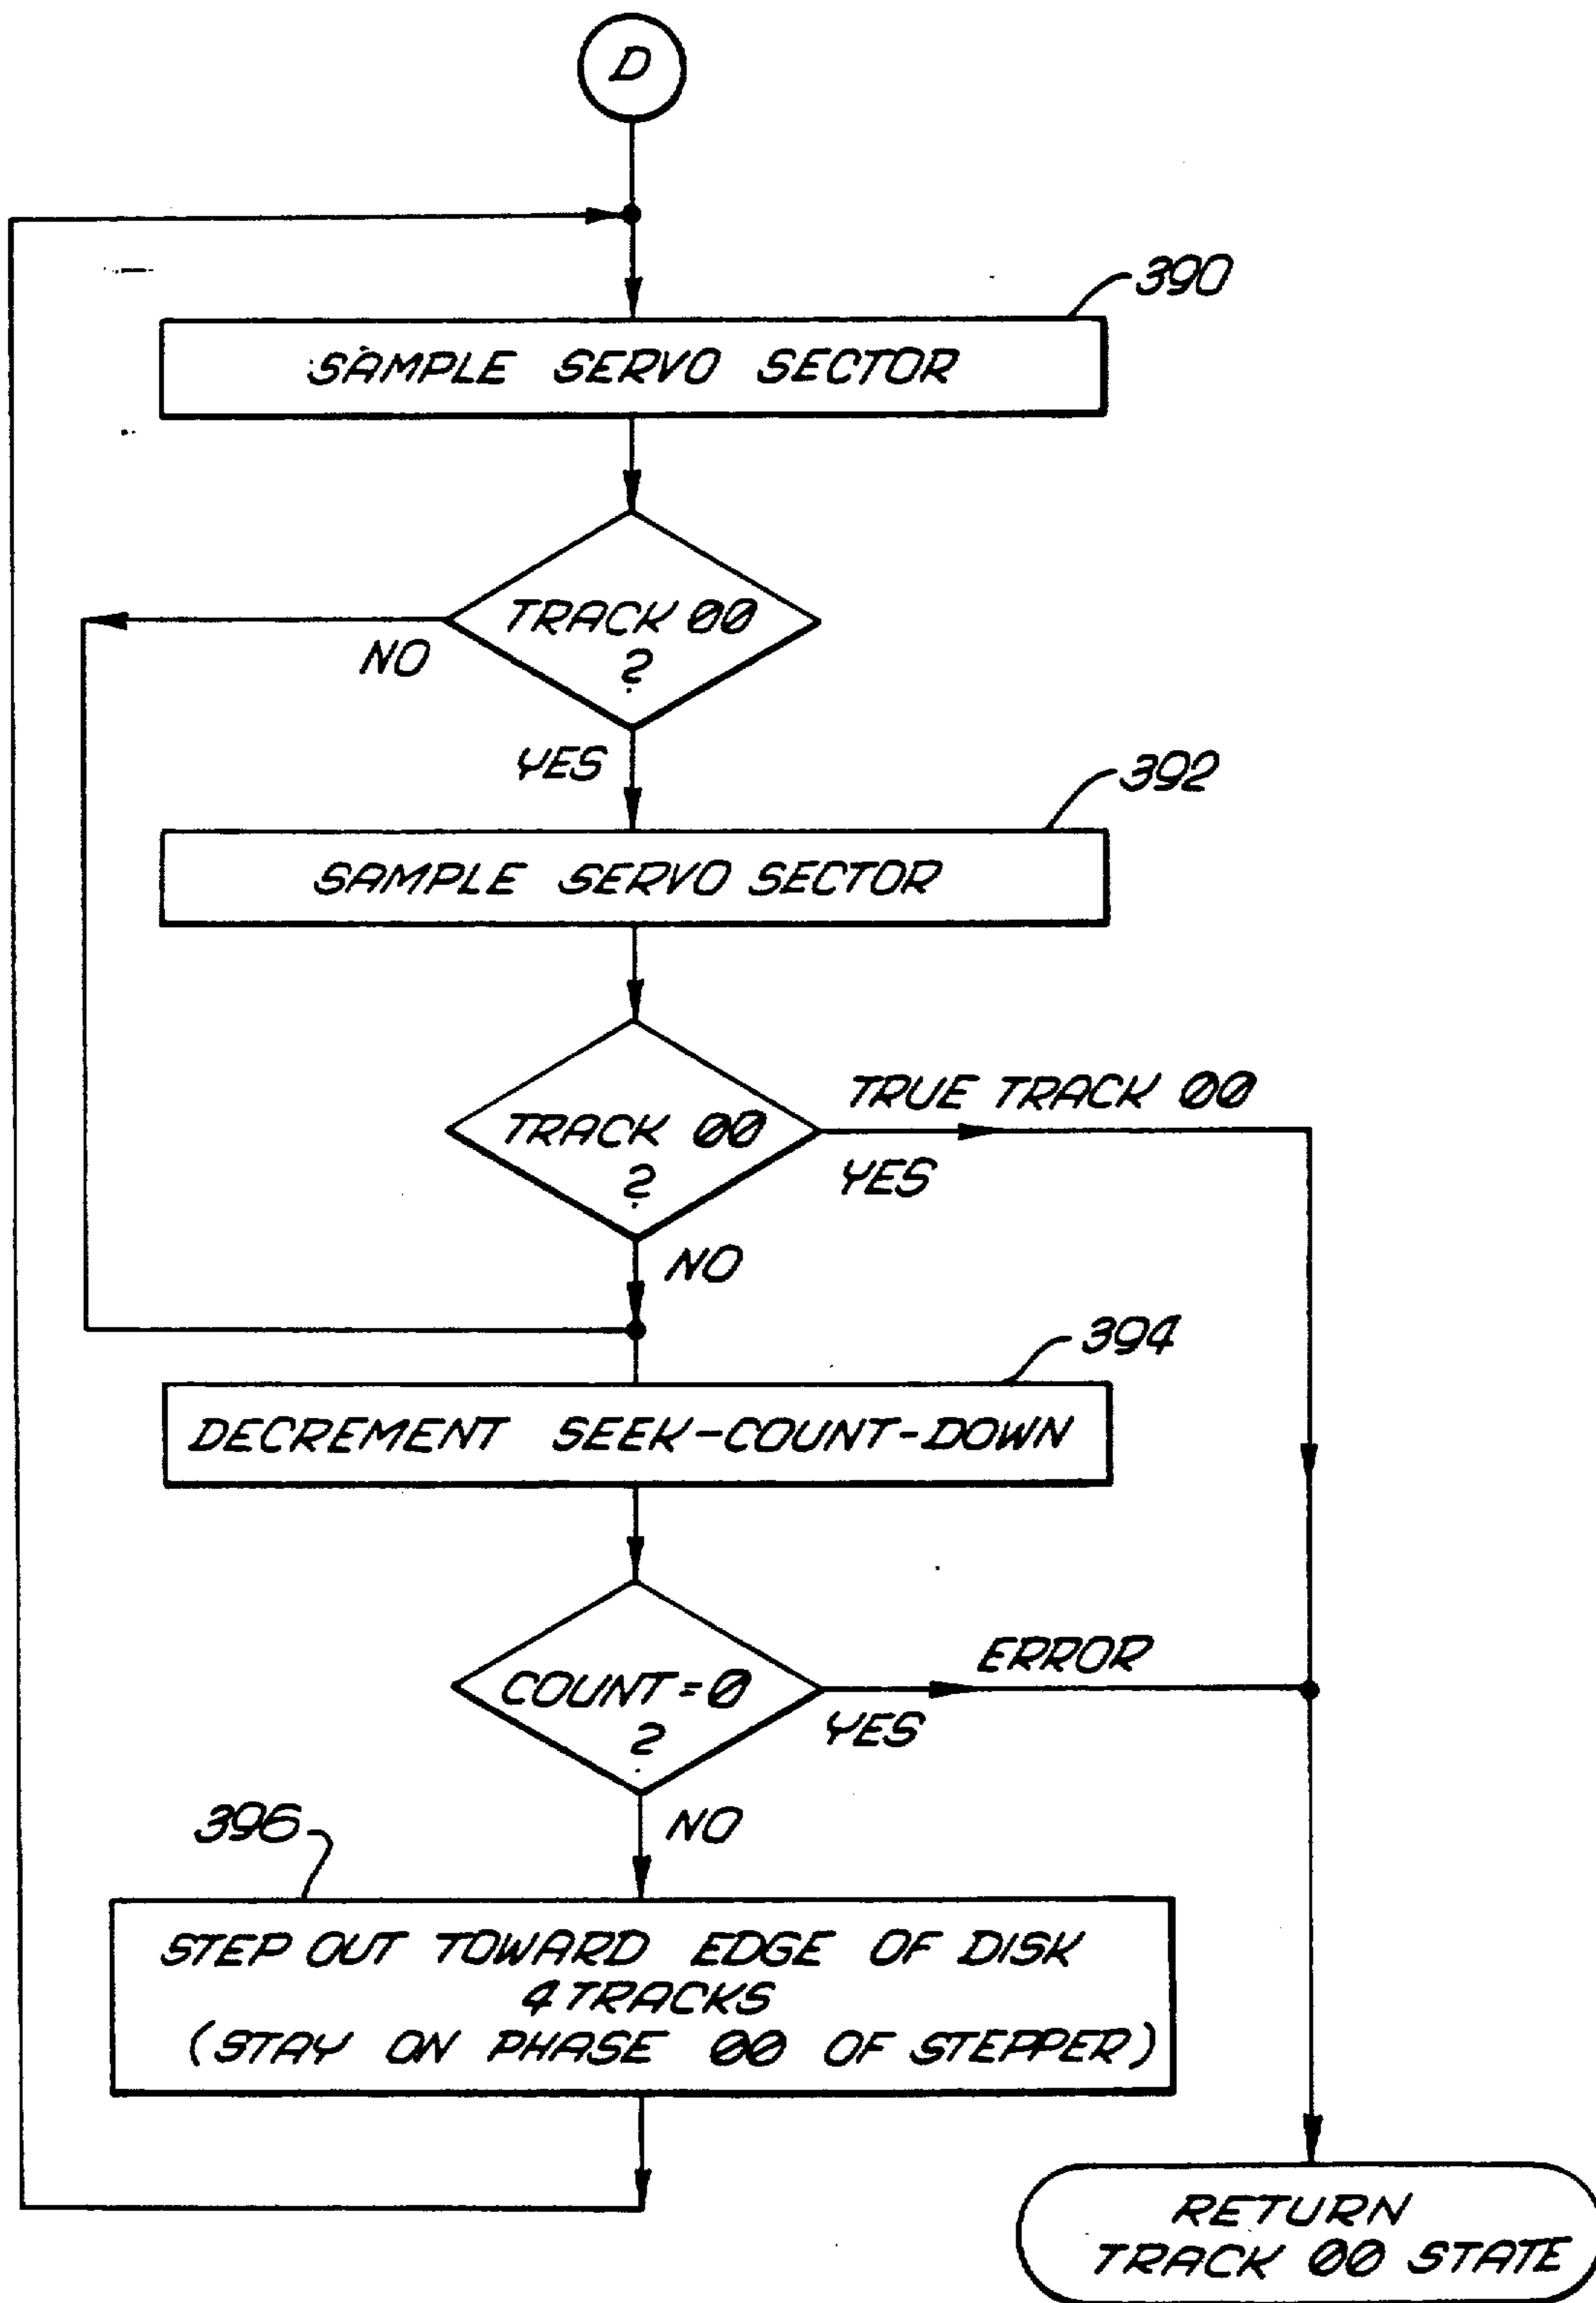 D
390
SAMPLE SERVO SECTOR
TRACK 00
?
NO
YES
392
SAMPLE SERVO SECTOR
TRACK 00
?
TRUE TRACK 00
YES
NO
394
DECREMENT SEEK-COUNT-DOWN
COUNT=0
?
ERROR
YES
NO
396
STEP OUT TOWARD EDGE OF DISK
4 TRACKS
(STAY ON PHASE 00 OF STEPPER)
RETURN
TRACK 00 STATE